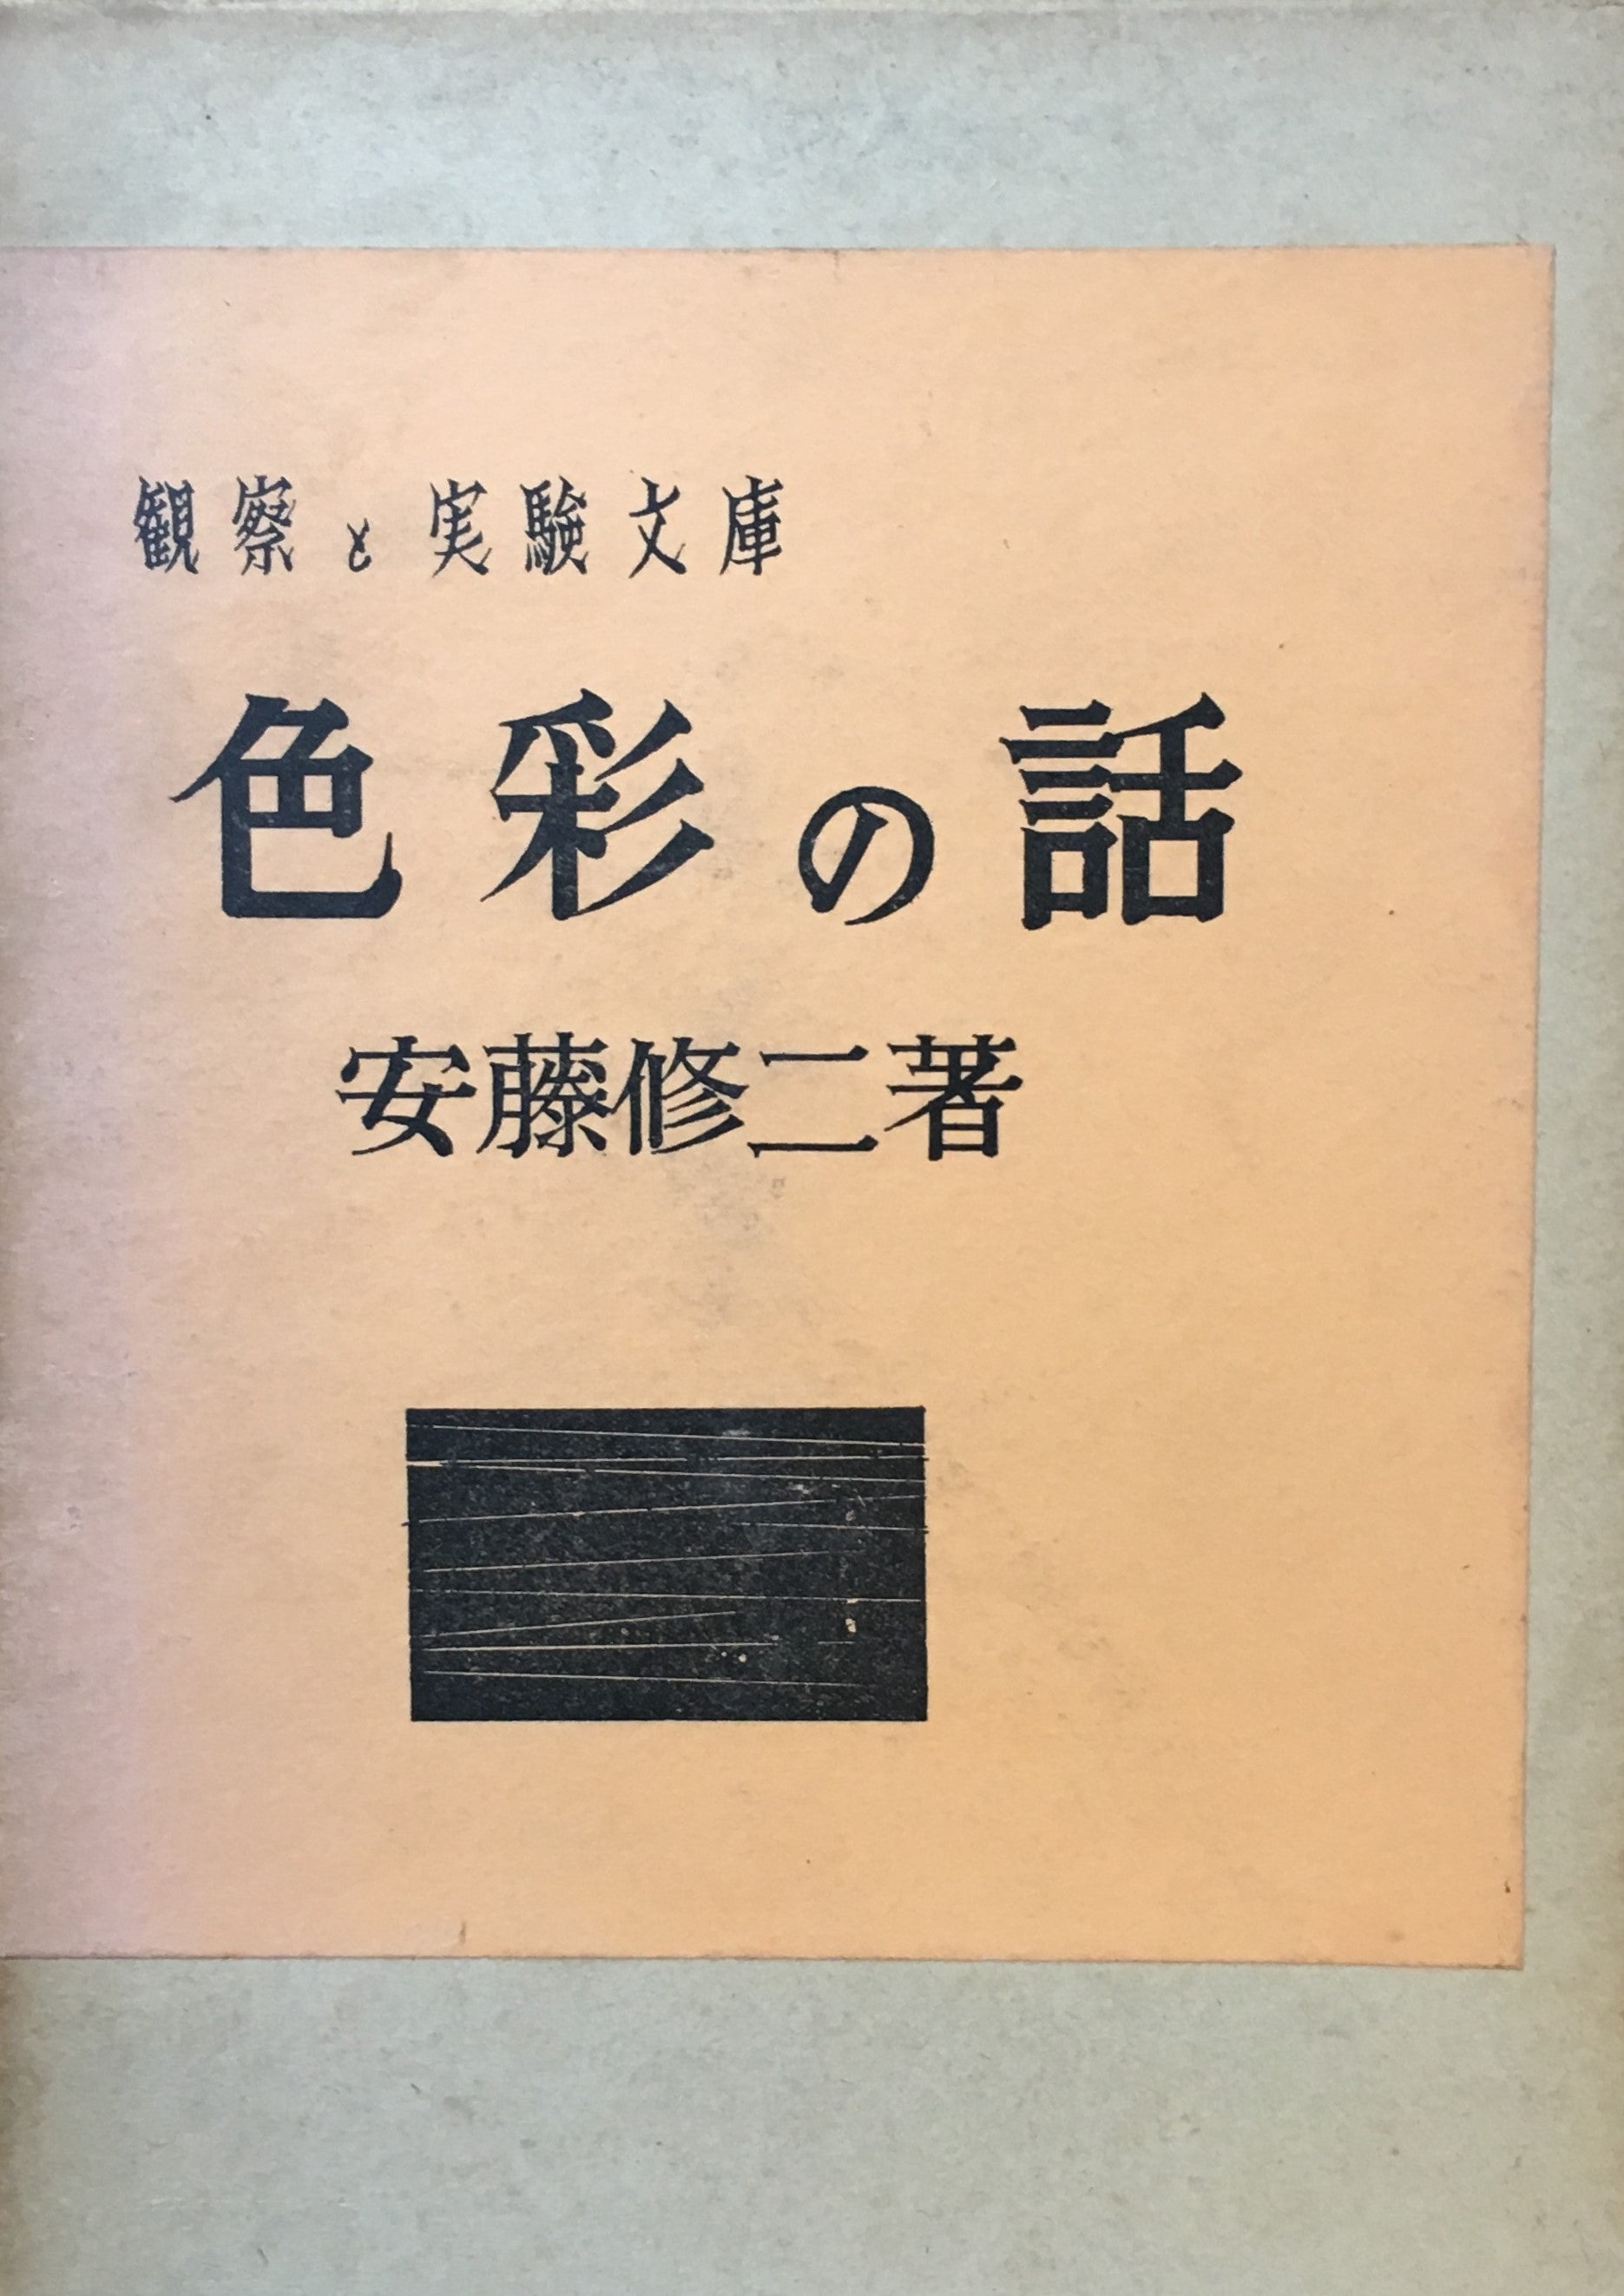 観察と実験文庫
色彩の話
安藤修二著